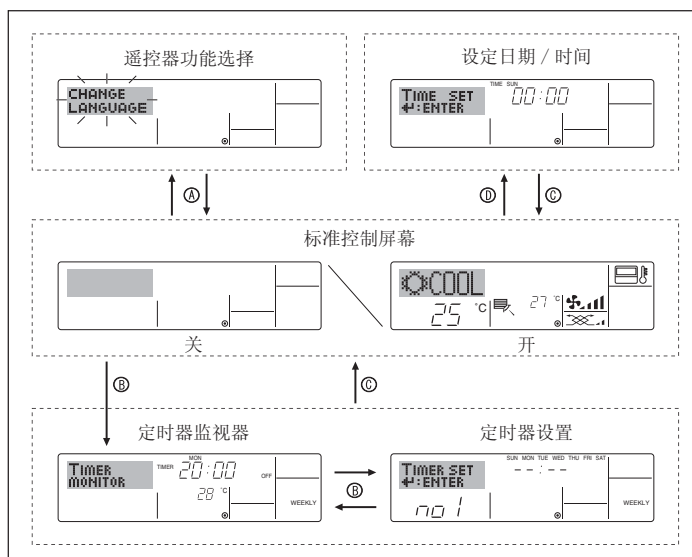 遥控器功能选择
CHANGE
LANGUAGE
设定日期 / 时间
TIME SET
↵:ENTER
TIME SUN
00:00
Ⓐ
Ⓓ
Ⓒ
标准控制屏幕
COOL
25 °C
27 °C
关
开
Ⓑ
Ⓒ
定时器监视器
TIMER
MONITOR
MON
TIMER 20:00 OFF
28 °C
WEEKLY
Ⓑ
定时器设置
TIMER SET
↵:ENTER
SUN MON TUE WED THU FRI SAT
--:--
no 1
WEEKLY